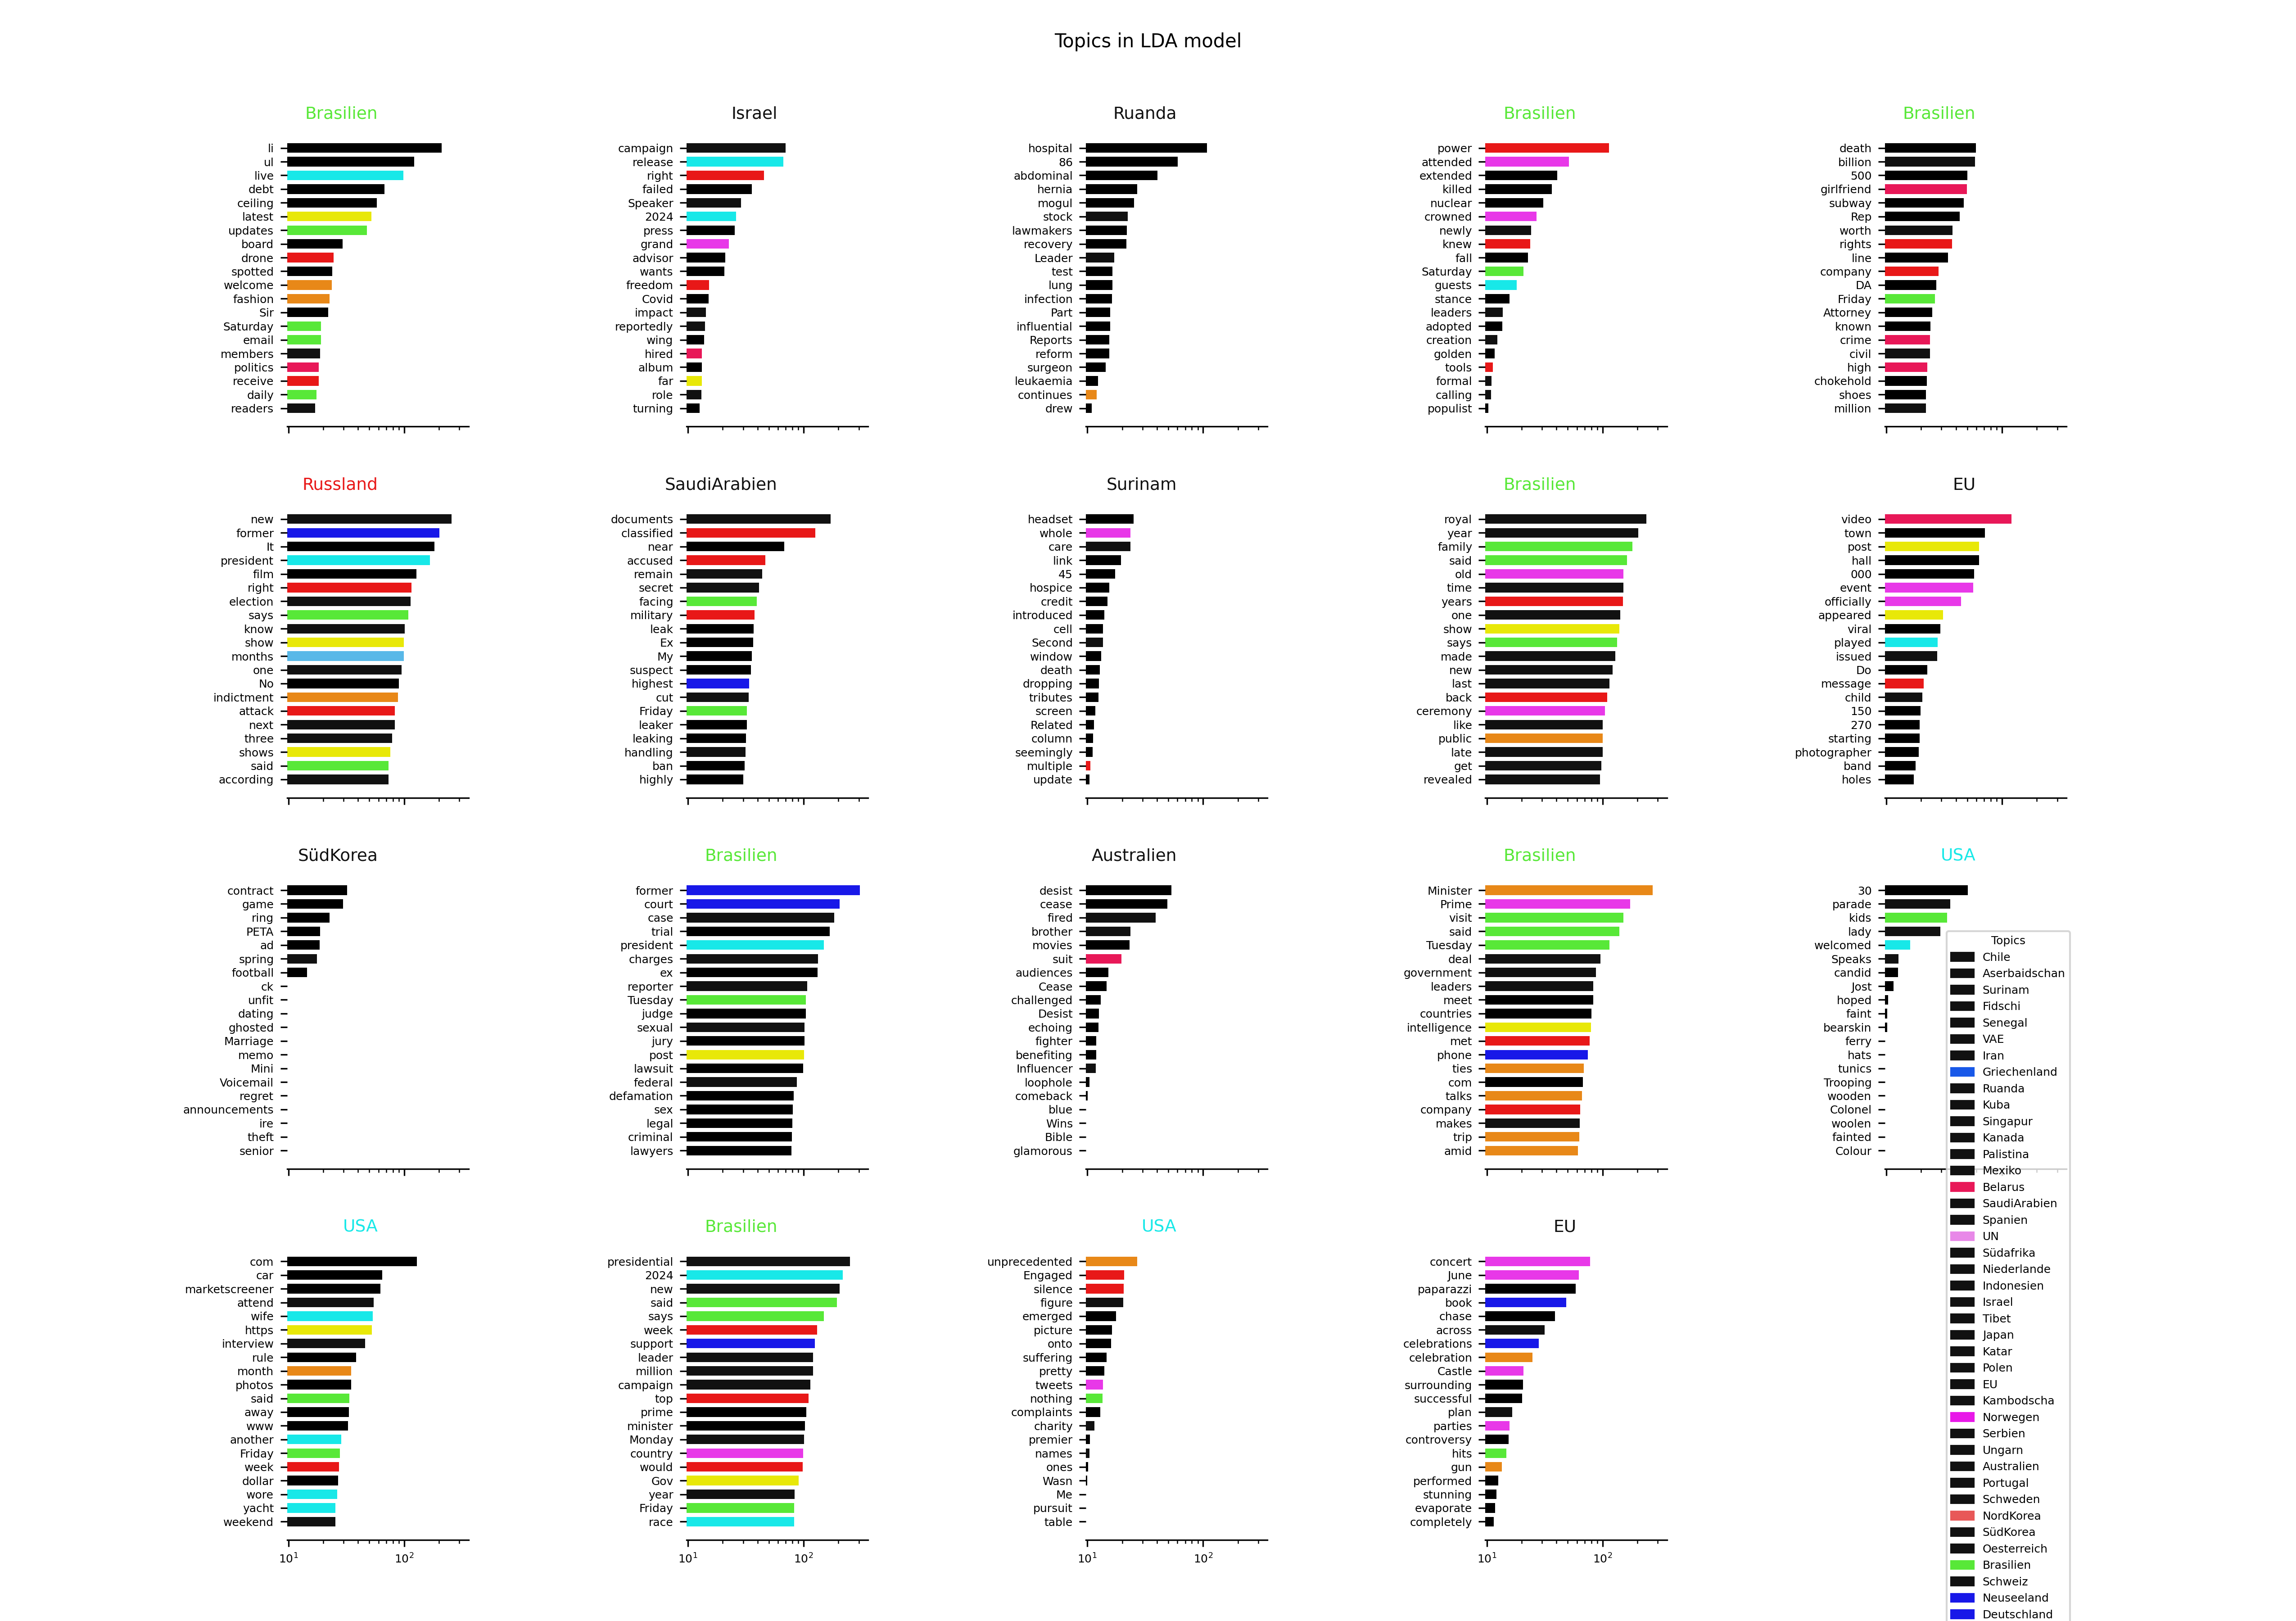 Topics in LDA model
Brasilien
li
ul
live
debt
ceiling
latest
updates
board
drone
spotted
welcome
fashion
Sir
Saturday
email
members
politics
receive
daily
readers
Israel
campaign
release
right
failed
Speaker
2024
press
grand
advisor
wants
freedom
Covid
impact
reportedly
wing
hired
album
far
role
turning
Ruanda
hospital
86
abdominal
hernia
mogul
stock
lawmakers
recovery
Leader
test
lung
infection
Part
influential
Reports
reform
surgeon
leukaemia
continues
drew
Brasilien
power
attended
extended
killed
nuclear
crowned
newly
knew
fall
Saturday
guests
stance
leaders
adopted
creation
golden
tools
formal
calling
populist
Brasilien
death
billion
500
girlfriend
subway
Rep
worth
rights
line
company
DA
Friday
Attorney
known
crime
civil
high
chokehold
shoes
million
Russland
new
former
It
president
film
right
election
says
know
show
months
one
No
indictment
attack
next
three
shows
said
according
SaudiArabien
documents
classified
near
accused
remain
secret
facing
military
leak
Ex
My
suspect
highest
cut
Friday
leaker
leaking
handling
ban
highly
Surinam
headset
whole
care
link
45
hospice
credit
introduced
cell
Second
window
death
dropping
tributes
screen
Related
column
seemingly
multiple
update
Brasilien
royal
year
family
said
old
time
years
one
show
says
made
new
last
back
ceremony
like
public
late
get
revealed
EU
video
town
post
hall
000
event
officially
appeared
viral
played
issued
Do
message
child
150
270
starting
photographer
band
holes
SüdKorea
contract
game
ring
PETA
ad
spring
football
ck
unfit
dating
ghosted
Marriage
memo
Mini
Voicemail
regret
announcements
ire
theft
senior
Brasilien
former
court
case
trial
president
charges
ex
reporter
Tuesday
judge
sexual
jury
post
lawsuit
federal
defamation
sex
legal
criminal
lawyers
Australien
desist
cease
fired
brother
movies
suit
audiences
Cease
challenged
Desist
echoing
fighter
benefiting
Influencer
loophole
comeback
blue
Wins
Bible
glamorous
Brasilien
Minister
Prime
visit
said
Tuesday
deal
government
leaders
meet
countries
intelligence
met
phone
ties
com
talks
company
makes
trip
amid
USA
30
parade
kids
lady
welcomed
Speaks
candid
Jost
hoped
faint
bearskin
ferry
hats
tunics
Trooping
wooden
Colonel
woolen
fainted
Colour
USA
com
car
marketscreener
attend
wife
https
interview
rule
month
photos
said
away
www
another
Friday
week
dollar
wore
yacht
weekend
10¹
10²
Brasilien
presidential
2024
new
said
says
week
support
leader
million
campaign
top
prime
minister
Monday
country
would
Gov
year
Friday
race
10¹
10²
USA
unprecedented
Engaged
silence
figure
emerged
picture
onto
suffering
pretty
tweets
nothing
complaints
charity
premier
names
ones
Wasn
Me
pursuit
table
10¹
10²
EU
concert
June
paparazzi
book
chase
across
celebrations
celebration
Castle
surrounding
successful
plan
parties
controversy
hits
gun
performed
stunning
evaporate
completely
10¹
10²
Topics
Chile
Aserbaidschan
Surinam
Fidschi
Senegal
VAE
Iran
Griechenland
Ruanda
Kuba
Singapur
Kanada
Palistina
Mexiko
Belarus
SaudiArabien
Spanien
UN
Südafrika
Niederlande
Indonesien
Israel
Tibet
Japan
Katar
Polen
EU
Kambodscha
Norwegen
Serbien
Ungarn
Australien
Portugal
Schweden
NordKorea
SüdKorea
Oesterreich
Brasilien
Schweiz
Neuseeland
Deutschland